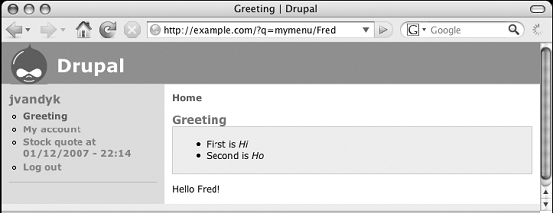 Greeting | Drupal
http://example.com/?q=mymenu/Fred
G
Google
Drupal
jvandyk
Greeting
My account
Stock quote at
01/12/2007 - 22:14
Log out
Home
Greeting
First is Hi
Second is Ho
Hello Fred!